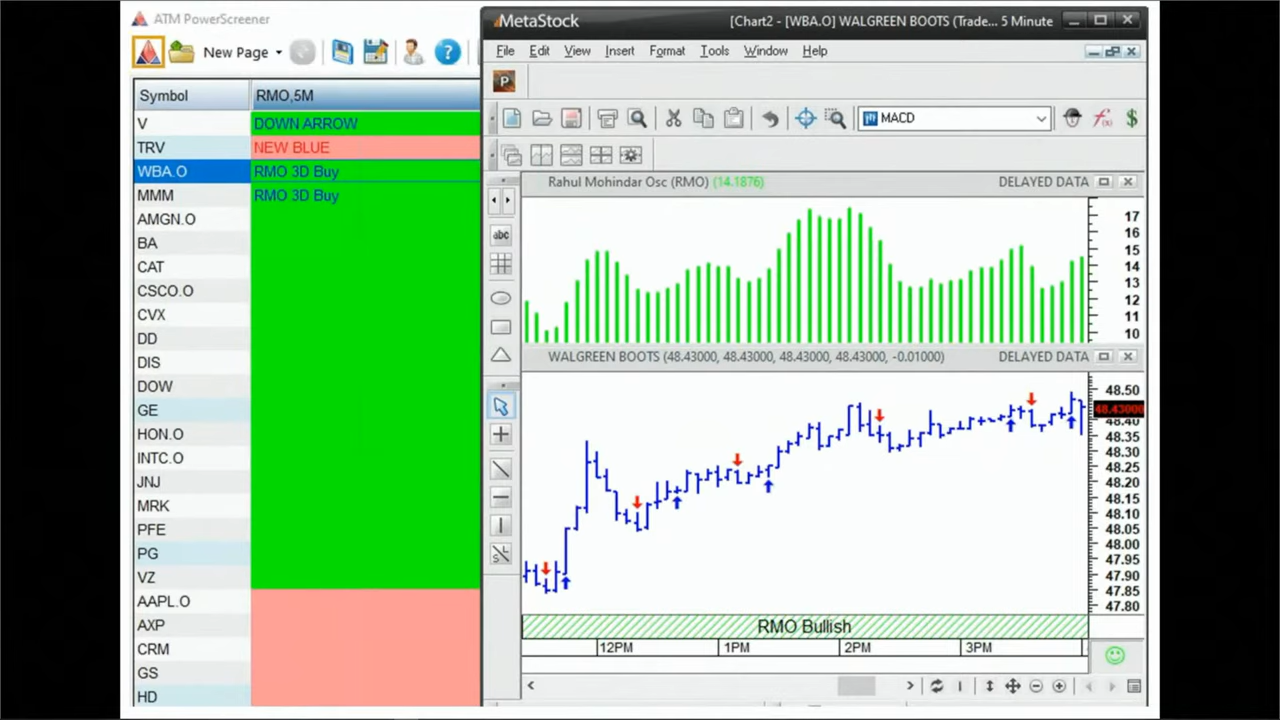 ATM PowerScreener
New Page
Symbol RMO,5M
V DOWN ARROW
TRV NEW BLUE
WBA.O RMO 3D Buy
MMM RMO 3D Buy
AMGN.O
BA
CAT
CSCO.O
CVX
DD
DIS
DOW
GE
HON.O
INTC.O
JNJ
MRK
PFE
PG
VZ
AAPL.O
AXP
CRM
GS
HD
MetaStock [Chart2 - [WBA.O] WALGREEN BOOTS (Trade... 5 Minute
File Edit View Insert Format Tools Window Help
P
MACD
f(x) $
abc
Rahul Mohindar Osc (RMO) (14.1876) DELAYED DATA
17
16
15
14
13
12
11
10
WALGREEN BOOTS (48.43000, 48.43000, 48.43000, 48.43000, -0.01000) DELAYED DATA
48.50
48.43000
48.40
48.35
48.30
48.25
48.20
48.15
48.10
48.05
48.00
47.95
47.90
47.85
47.80
RMO Bullish
12PM 1PM 2PM 3PM